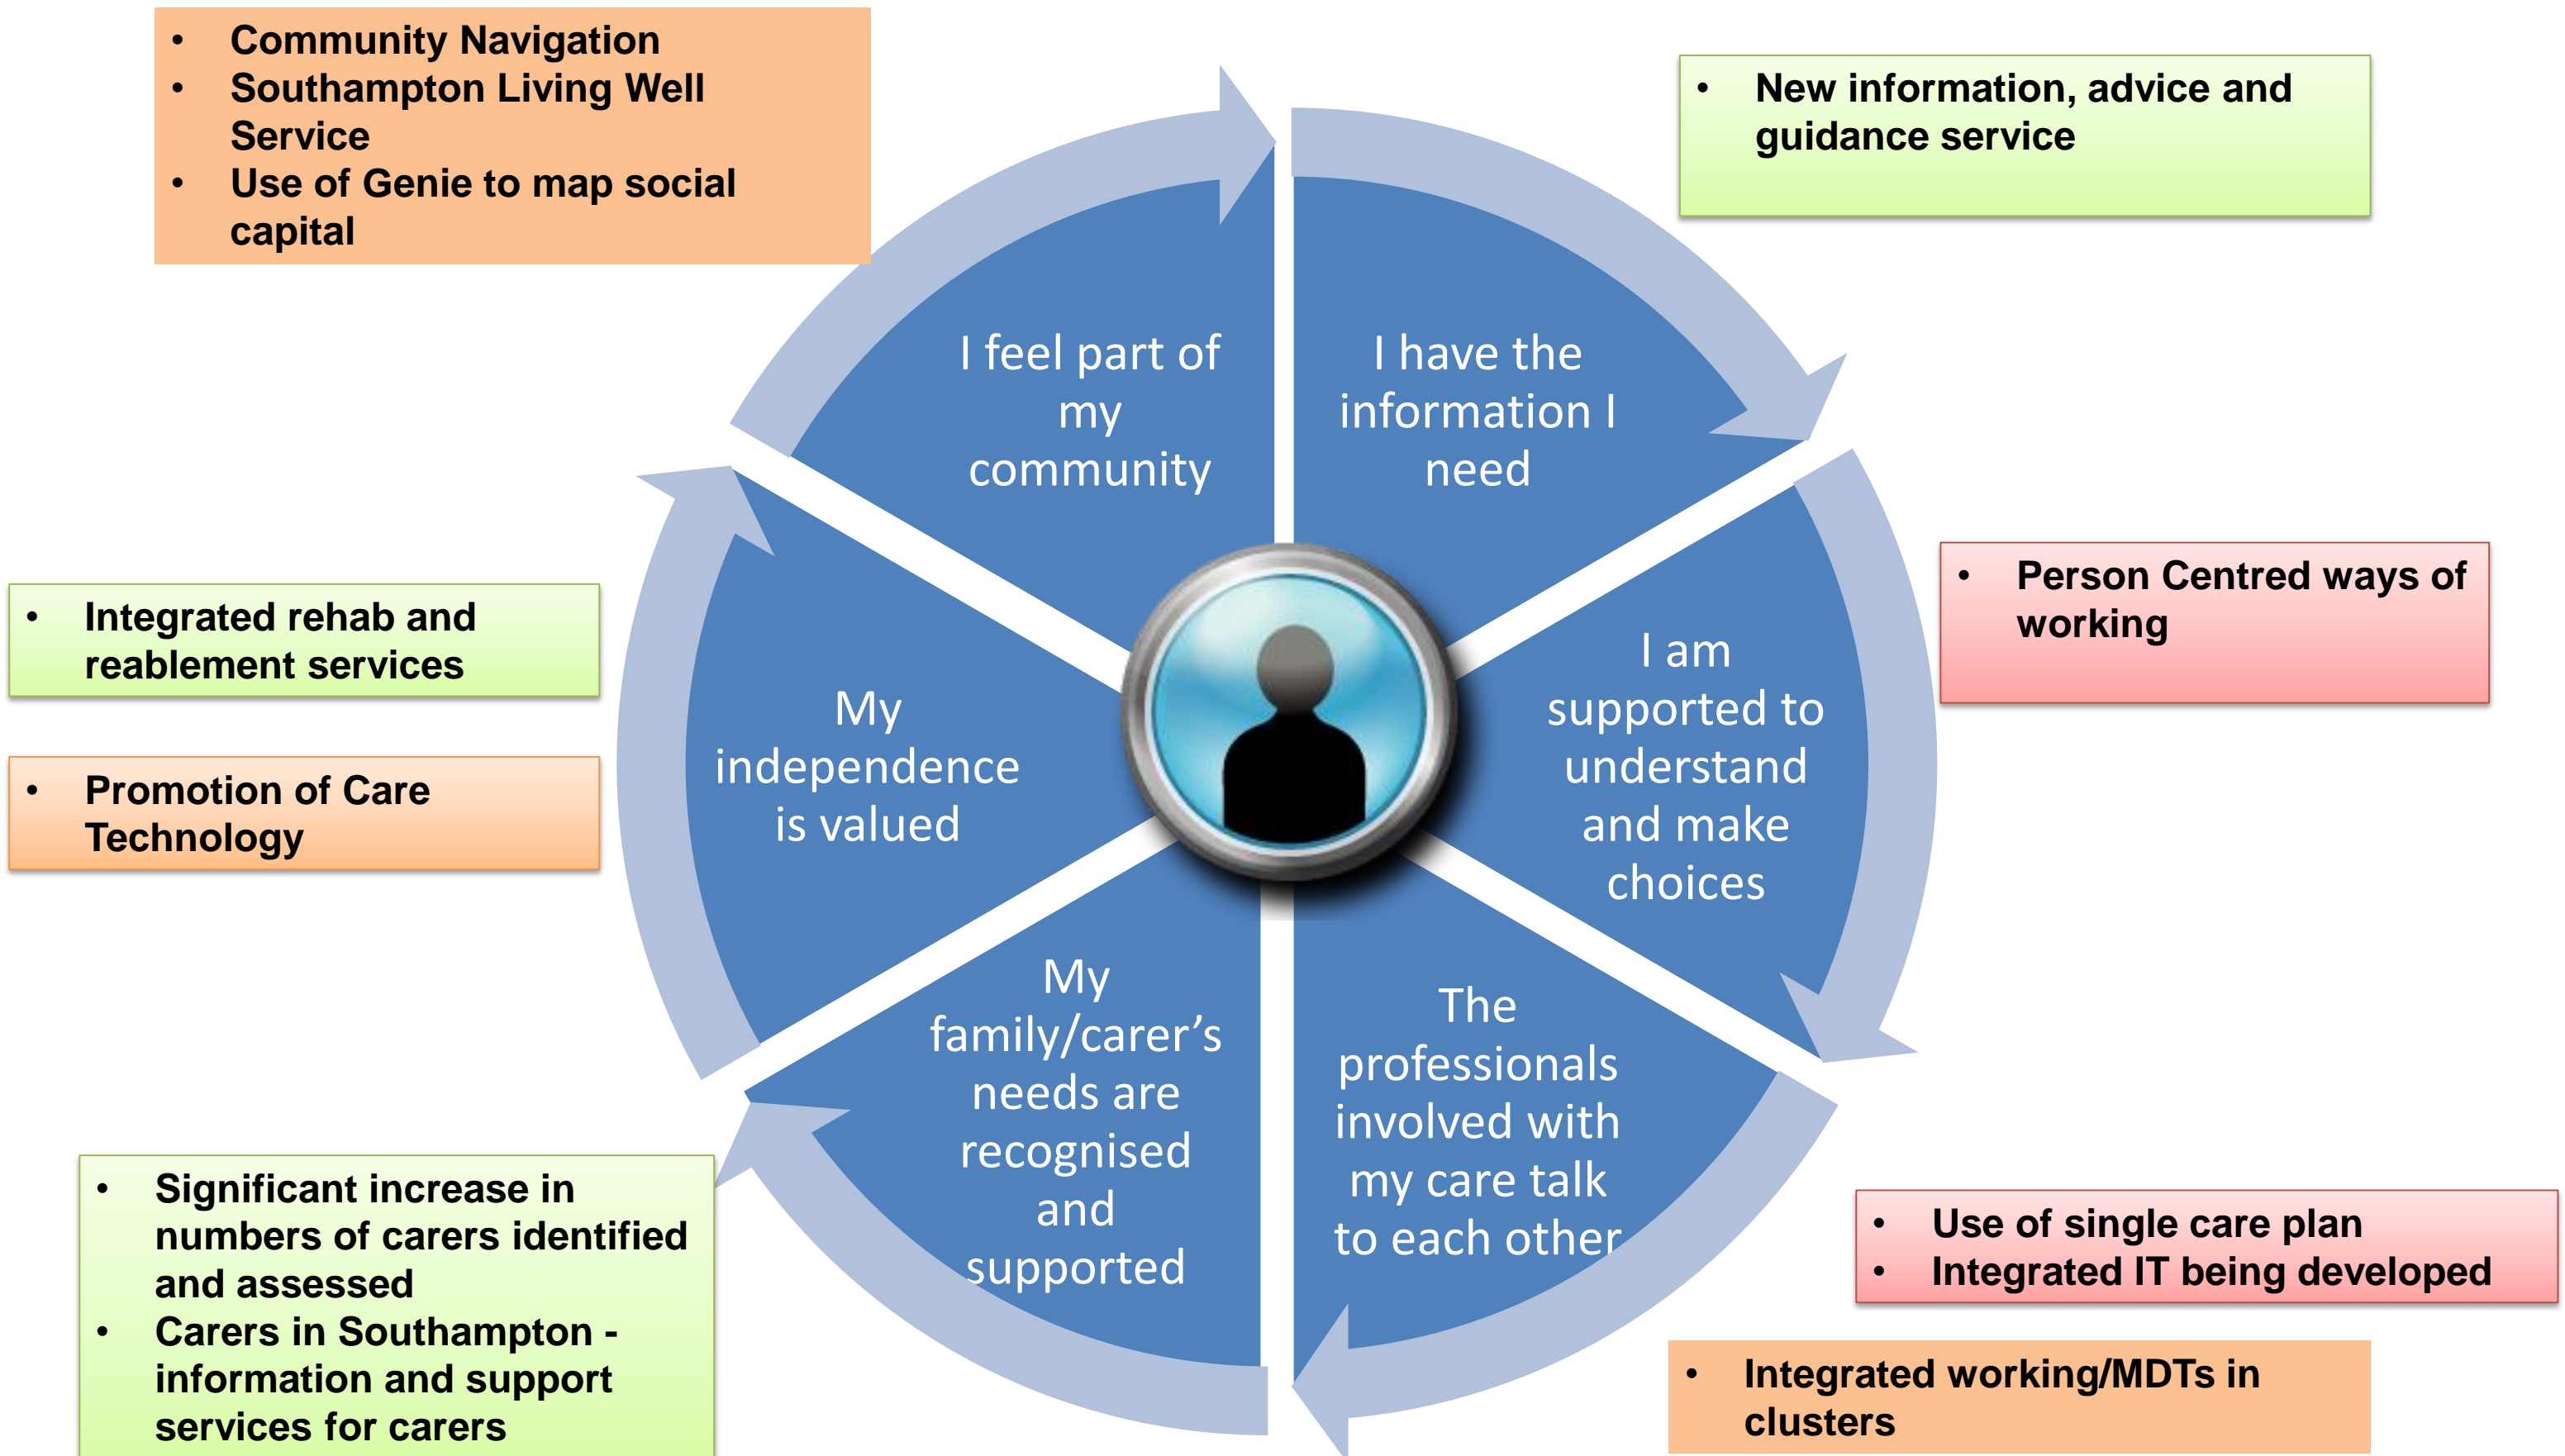 • Community Navigation
• Southampton Living Well
Service
• Use of Genie to map social
capital
• New information, advice and
guidance service
I feel part of
my
community
I have the
information I
need
• Person Centred ways of
working
• Integrated rehab and
reablement services
I am
supported to
understand
and make
choices
My
independence
is valued
• Promotion of Care
Technology
My
family/carer’s
needs are
recognised
and
supported
The
professionals
involved with
my care talk
to each other
• Significant increase in
numbers of carers identified
and assessed
• Carers in Southampton -
information and support
services for carers
• Use of single care plan
• Integrated IT being developed
• Integrated working/MDTs in
clusters